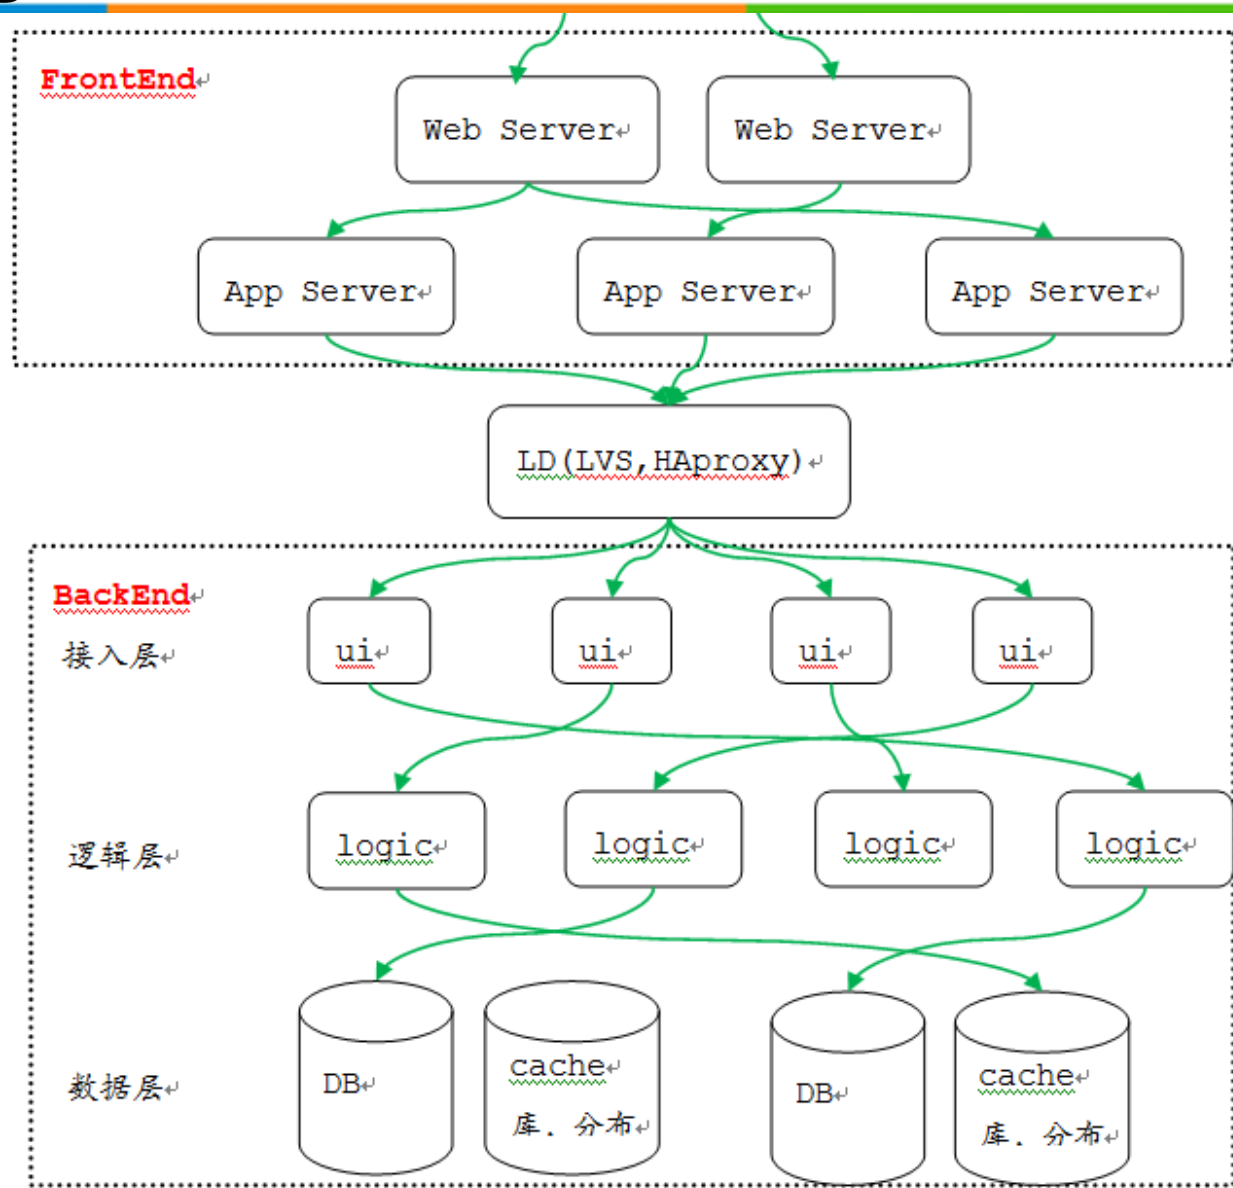 FrontEnd
Web Server
Web Server
App Server
App Server
App Server
LD(LVS,HAproxy)
BackEnd
接入层
ui
ui
ui
ui
逻辑层
logic
logic
logic
logic
数据层
DB
cache
库．分布
DB
cache
库．分布